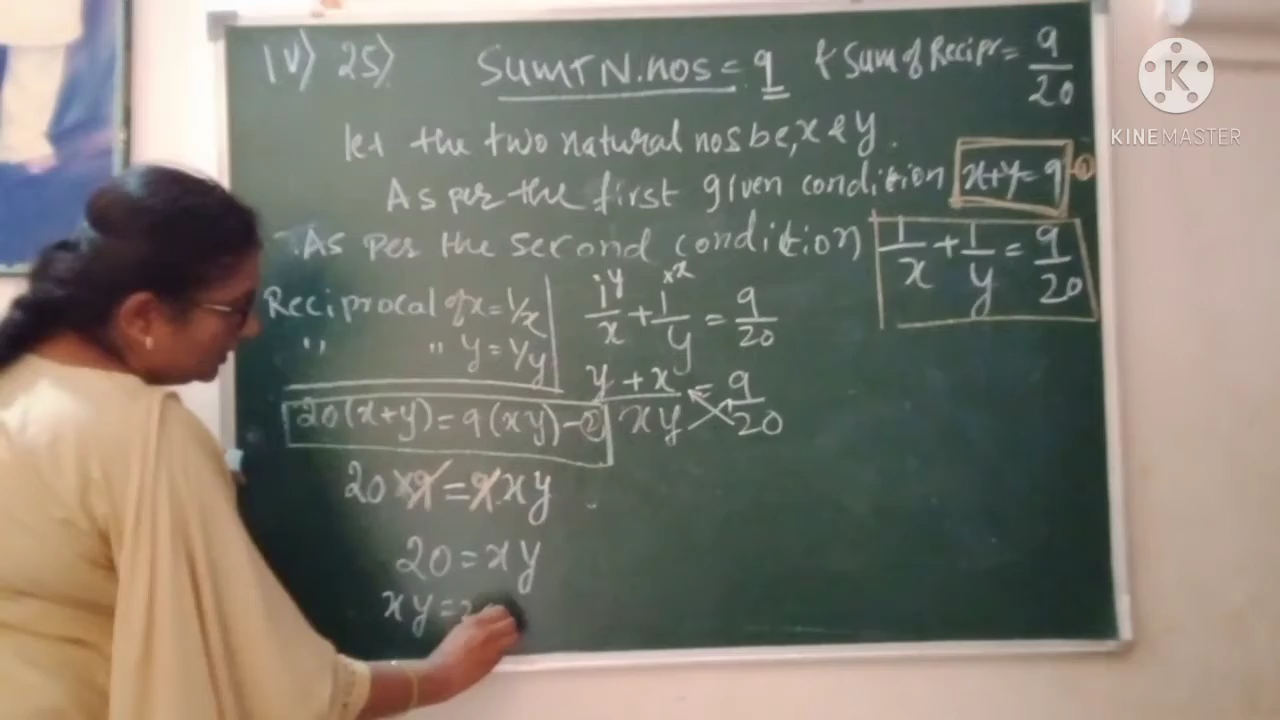 IV) 25) Sum T N.nos = 9 & Sum of Recipr = 9/20
let the two natural nos be, x & y.
As per the first given condition x+y=9 -①
As per the second condition 1/x + 1/y = 9/20
Reciprocal of x = 1/x
" " y = 1/y
1/x + 1/y = 9/20
y + x / xy = 9/20
20(x+y) = 9(xy) -②
20 × 9 = 9 xy
20 = xy
xy =
K
KINEMASTER